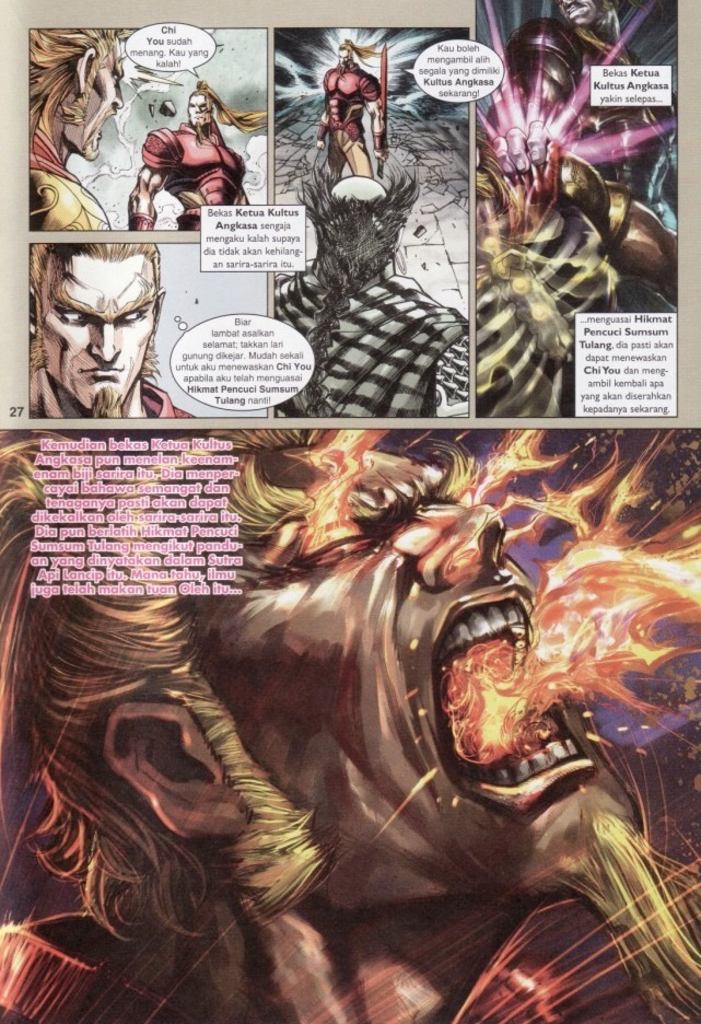 Chi
You sudah
menang. Kau yang
kalah!
Kau boleh
mengambil alih
segala yang dimiliki
Kultus Angkasa
sekarang!
Bekas Ketua
Kultus Angkasa
yakin selepas...
Bekas Ketua Kultus
Angkasa sengaja
mengaku kalah supaya
dia tidak akan kehilang-
an sarira-sarira itu.
Biar
lambat asalkan
selamat; takkan lari
gunung dikejar. Mudah sekali
untuk aku menewaskan Chi You
apabila aku telah menguasai
Hikmat Pencuci Sumsum
Tulang nanti!
...menguasai Hikmat
Pencuci Sumsum
Tulang, dia pasti akan
dapat menewaskan
Chi You dan meng-
ambil kembali apa
yang akan diserahkan
kepadanya sekarang.
27
Kemudian bekas Ketua Kultus
Angkasa pun menelan keenam-
enam biji sarira itu. Dia memper-
cayai bahawa semangat dan
tenaganya pasti akan dapat
dikekalkan oleh sarira-sarira itu.
Dia pun berlatih Hikmat Pencuci
Sumsum Tulang mengikut pandu-
an yang dinyatakan dalam Sutra
Api Lancip itu. Mana tahu, ilmu
juga telah makan tuan Oleh itu...